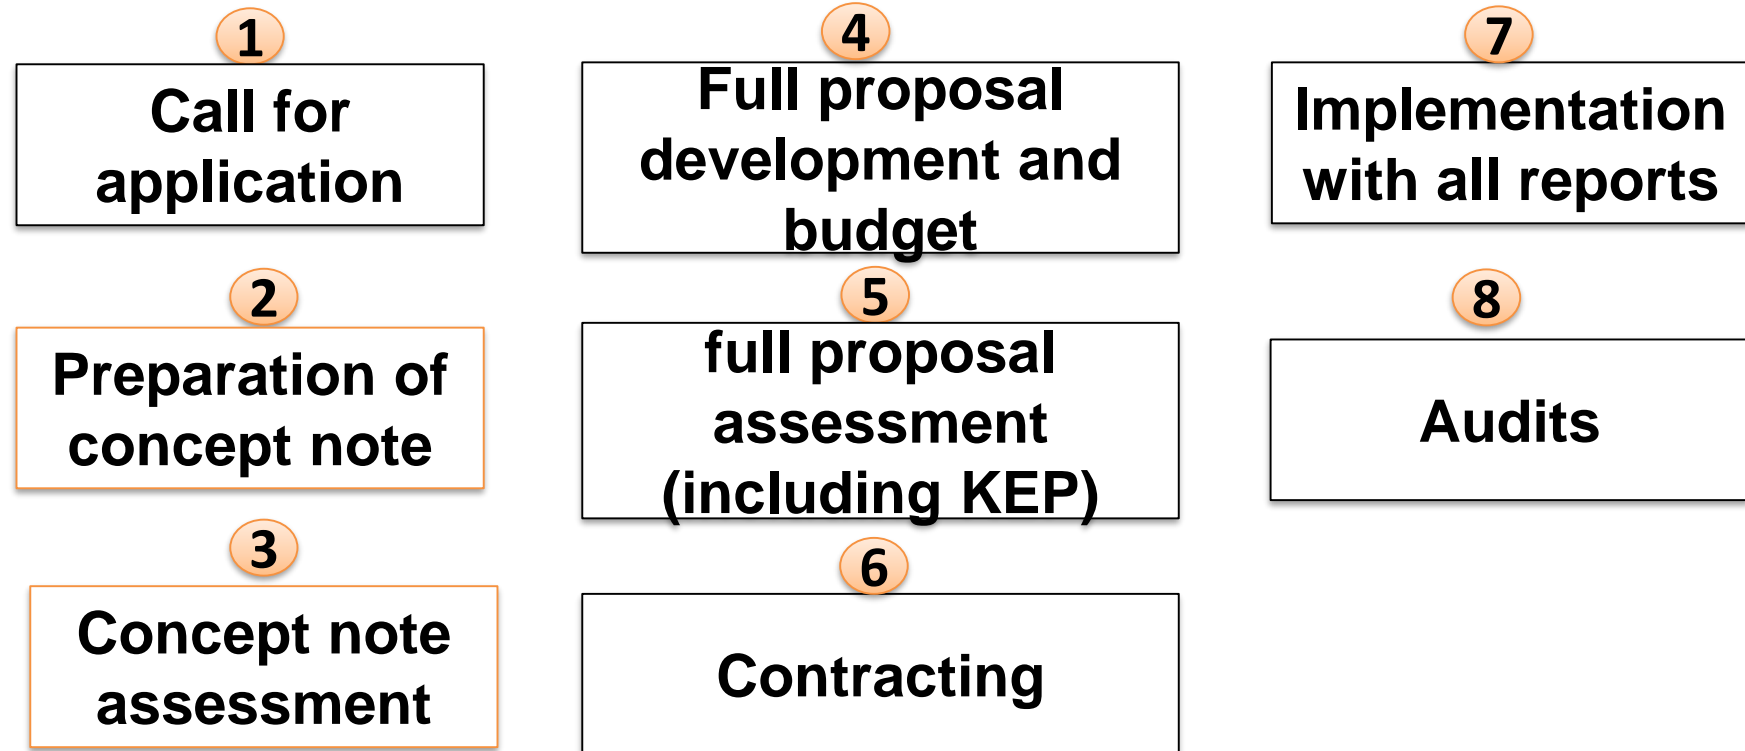 1
Call for
application
2
Preparation of
concept note
3
Concept note
assessment
4
Full proposal
development and
budget
5
full proposal
assessment
(including KEP)
6
Contracting
7
Implementation
with all reports
8
Audits